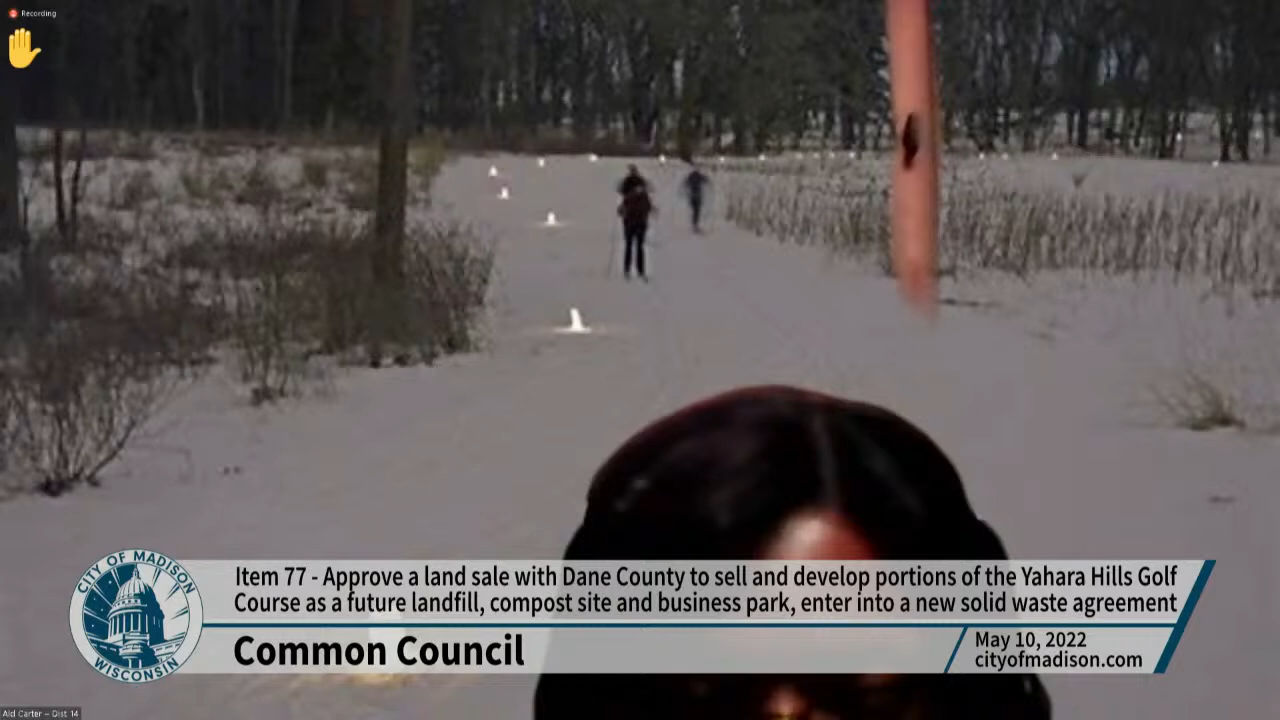 Recording
Item 77 - Approve a land sale with Dane County to sell and develop portions of the Yahara Hills Golf
Course as a future landfill, compost site and business park, enter into a new solid waste agreement
CITY OF MADISON
WISCONSIN
Common Council
May 10, 2022
cityofmadison.com
Ald Carter - Dist 14